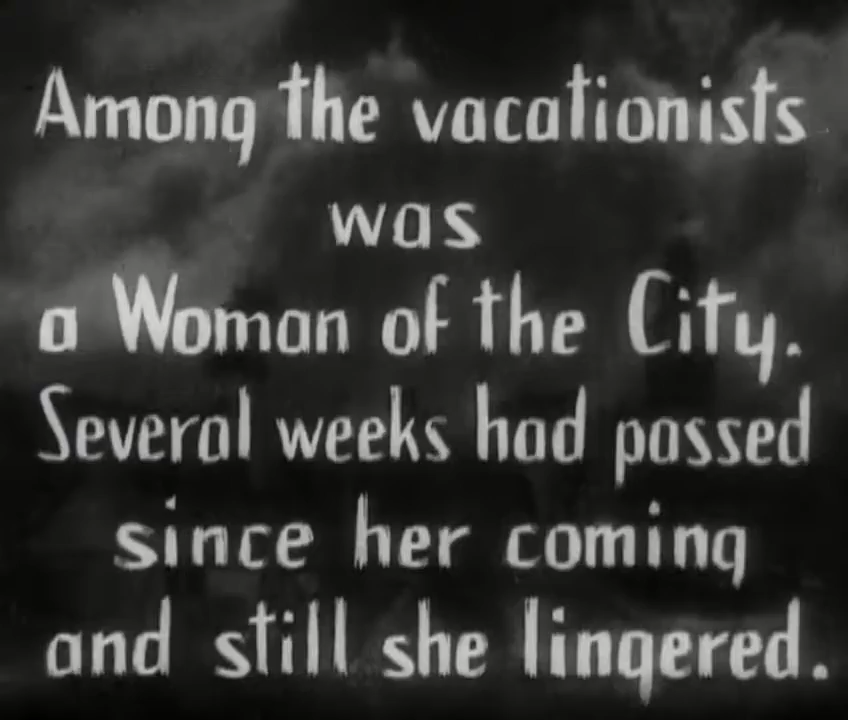 Among the vacationists
was
a Woman of the City.
Several weeks had passed
since her coming
and still she lingered.